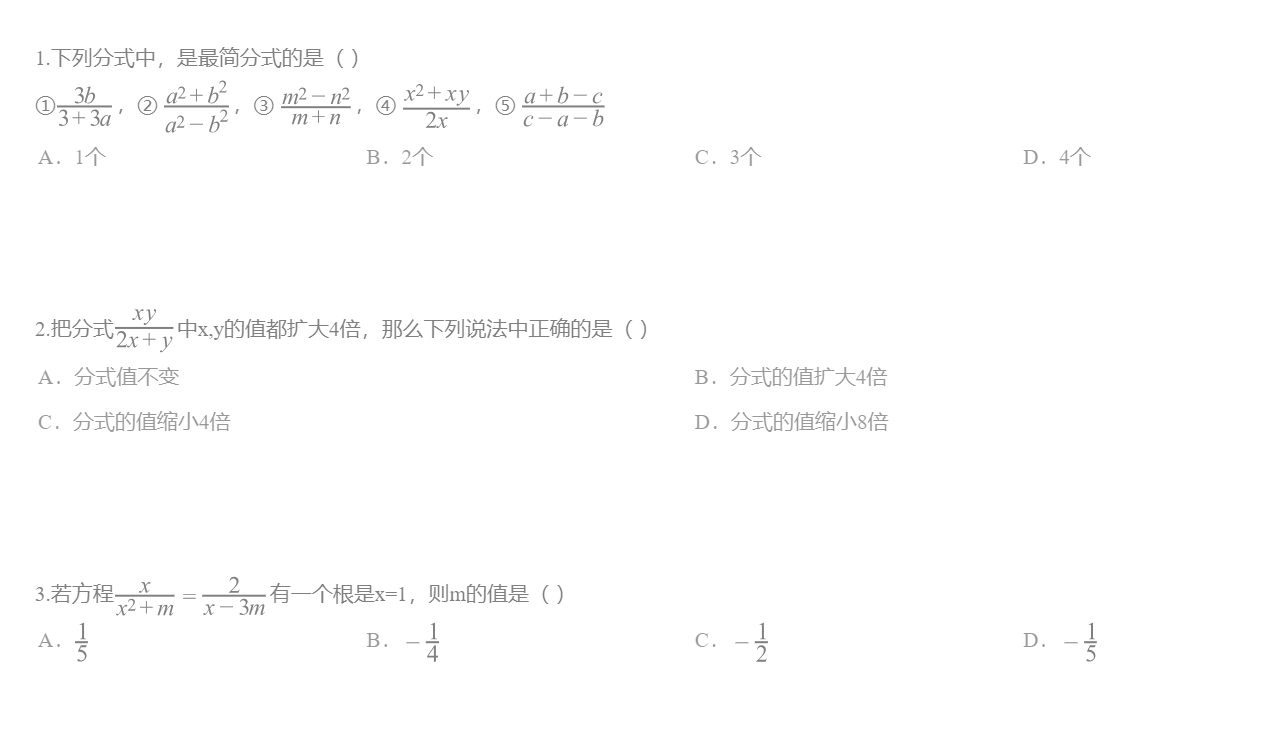 1.下列分式中，是最简分式的是（ ）
①3b/(3+3a)，② (a²+b²)/(a²−b²)，③ (m²−n²)/(m+n)，④ (x²+xy)/(2x)，⑤ (a+b−c)/(c−a−b)
A．1个 B．2个 C．3个 D．4个
2.把分式xy/(2x+y)中x,y的值都扩大4倍，那么下列说法中正确的是（ ）
A．分式值不变 B．分式的值扩大4倍
C．分式的值缩小4倍 D．分式的值缩小8倍
3.若方程x/(x²+m)=2/(x−3m)有一个根是x=1，则m的值是（ ）
A．1/5 B．−1/4 C．−1/2 D．−1/5